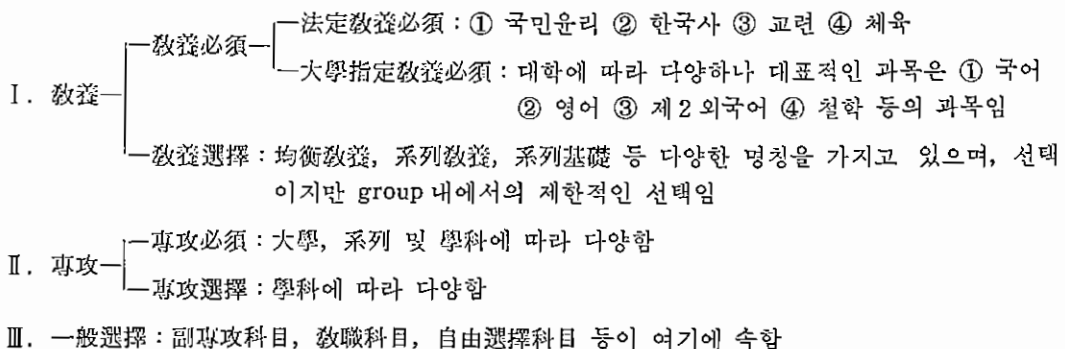 法定敎養必須 : ① 국민윤리 ② 한국사 ③ 교련 ④ 체육
敎養必須
大學指定敎養必須 : 대학에 따라 다양하나 대표적인 과목은 ① 국어
Ⅰ. 敎養
② 영어 ③ 제 2 외국어 ④ 철학 등의 과목임
敎養選擇 : 均衡敎養, 系列敎養, 系列基礎 등 다양한 명칭을 가지고 있으며, 선택
이지만 group 내에서의 제한적인 선택임
專攻必須 : 大學, 系列 및 學科에 따라 다양함
Ⅱ. 專攻
專攻選擇 : 學科에 따라 다양함
Ⅲ. 一般選擇 : 副專攻科目, 敎職科目, 自由選擇科目 등이 여기에 속함